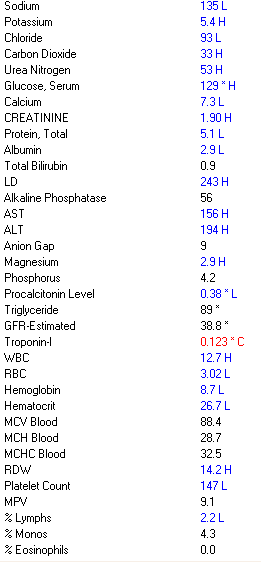 Sodium 135 L
Potassium 5.4 H
Chloride 93 L
Carbon Dioxide 33 H
Urea Nitrogen 53 H
Glucose, Serum 129 * H
Calcium 7.3 L
CREATININE 1.90 H
Protein, Total 5.1 L
Albumin 2.9 L
Total Bilirubin 0.9
LD 243 H
Alkaline Phosphatase 56
AST 156 H
ALT 194 H
Anion Gap 9
Magnesium 2.9 H
Phosphorus 4.2
Procalcitonin Level 0.38 * L
Triglyceride 89 *
GFR-Estimated 38.8 *
Troponin-I 0.123 * C
WBC 12.7 H
RBC 3.02 L
Hemoglobin 8.7 L
Hematocrit 26.7 L
MCV Blood 88.4
MCH Blood 28.7
MCHC Blood 32.5
RDW 14.2 H
Platelet Count 147 L
MPV 9.1
% Lymphs 2.2 L
% Monos 4.3
% Eosinophils 0.0